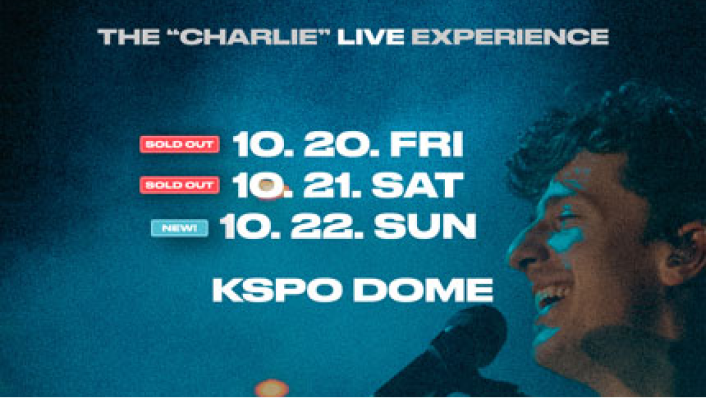 THE “CHARLIE” LIVE EXPERIENCE
SOLD OUT 10. 20. FRI
SOLD OUT 10. 21. SAT
NEW! 10. 22. SUN
KSPO DOME